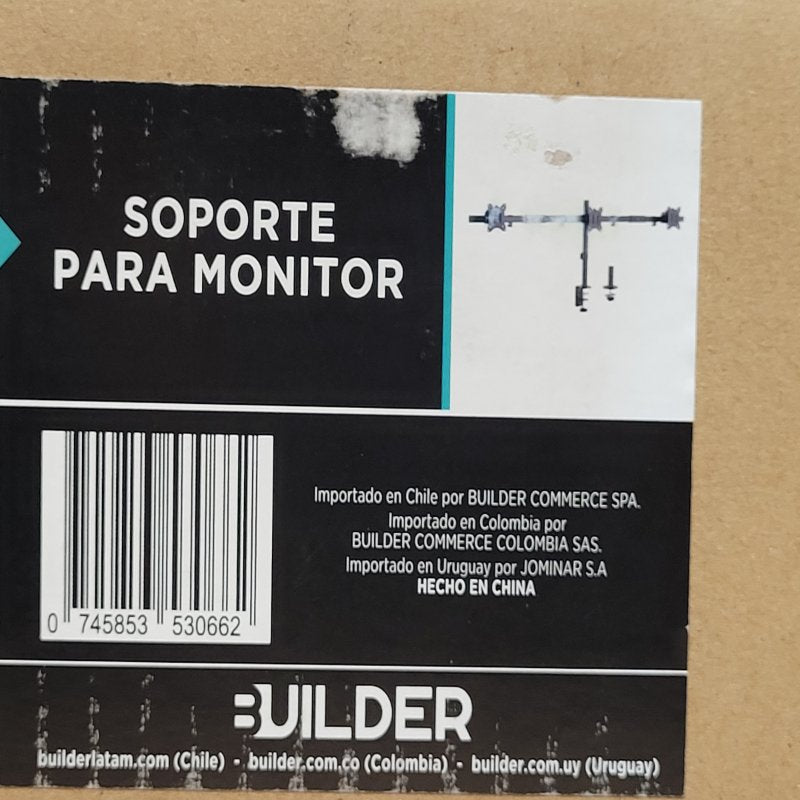 SOPORTE
PARA MONITOR
Importado en Chile por BUILDER COMMERCE SPA.
Importado en Colombia por
BUILDER COMMERCE COLOMBIA SAS.
Importado en Uruguay por JOMINAR S.A
HECHO EN CHINA
0 745853 530662
BUILDER
builderlatam.com (Chile) • builder.com.co (Colombia) • builder.com.uy (Uruguay)